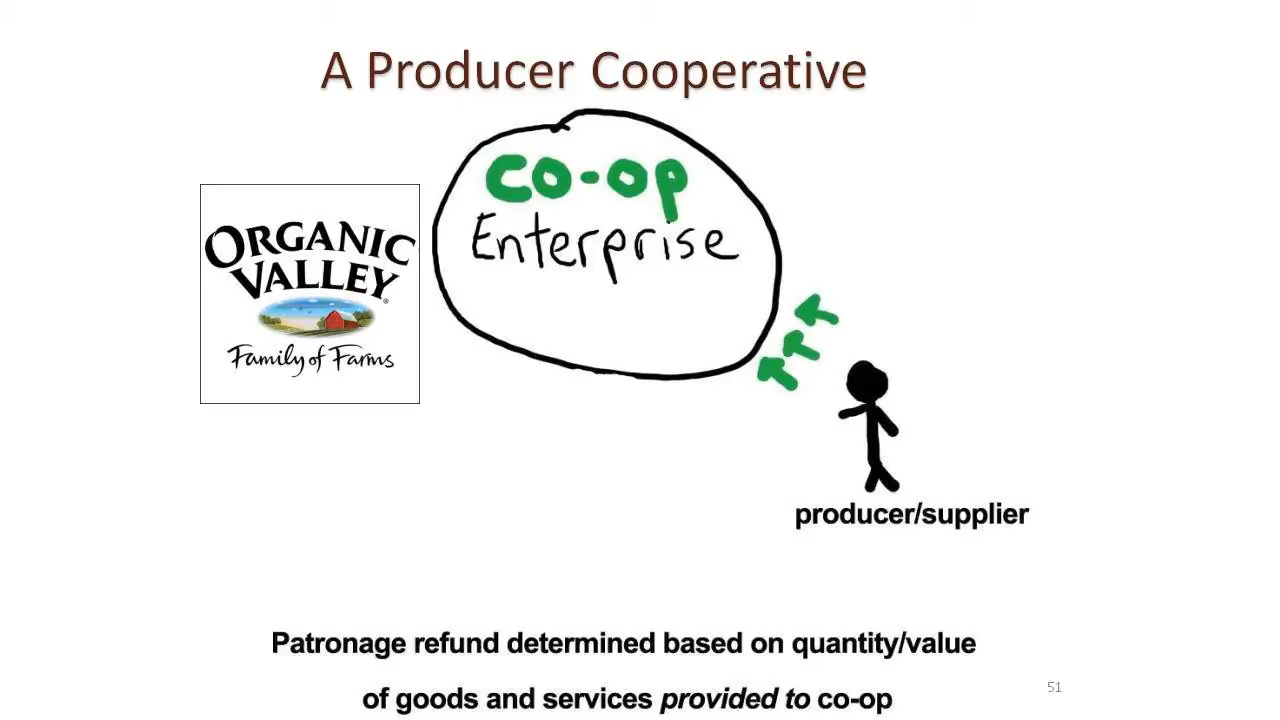 A Producer Cooperative
co-op
Enterprise
ORGANIC
VALLEY®
Family of Farms
producer/supplier
Patronage refund determined based on quantity/value
of goods and services provided to co-op
51